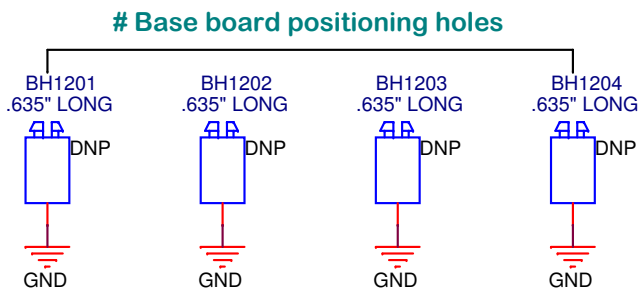 # Base board positioning holes
BH1201 BH1202 BH1203 BH1204
.635" LONG .635" LONG .635" LONG .635" LONG
DNP DNP DNP DNP
GND GND GND GND